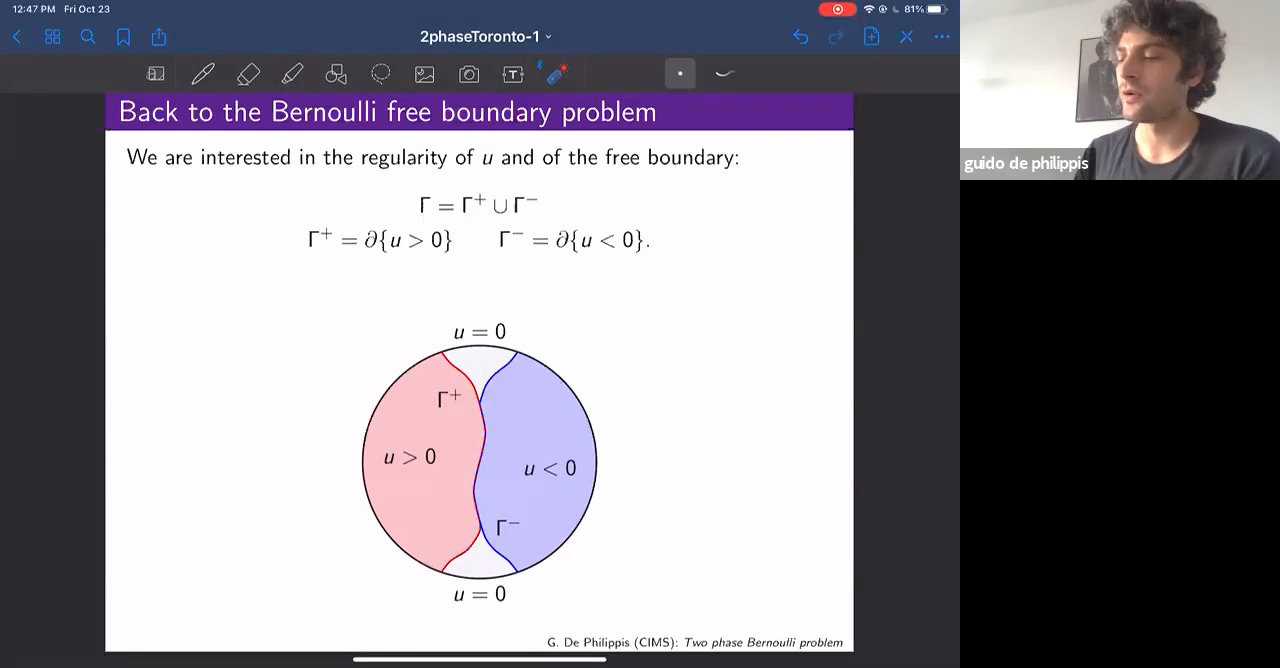 12:47 PM Fri Oct 23
81%
2phaseToronto-1
T
Back to the Bernoulli free boundary problem
We are interested in the regularity of u and of the free boundary:
Γ = Γ⁺ ∪ Γ⁻
Γ⁺ = ∂{u > 0} Γ⁻ = ∂{u < 0}.
u = 0
Γ⁺
u > 0
u < 0
Γ⁻
u = 0
G. De Philippis (CIMS): Two phase Bernoulli problem
guido de philippis